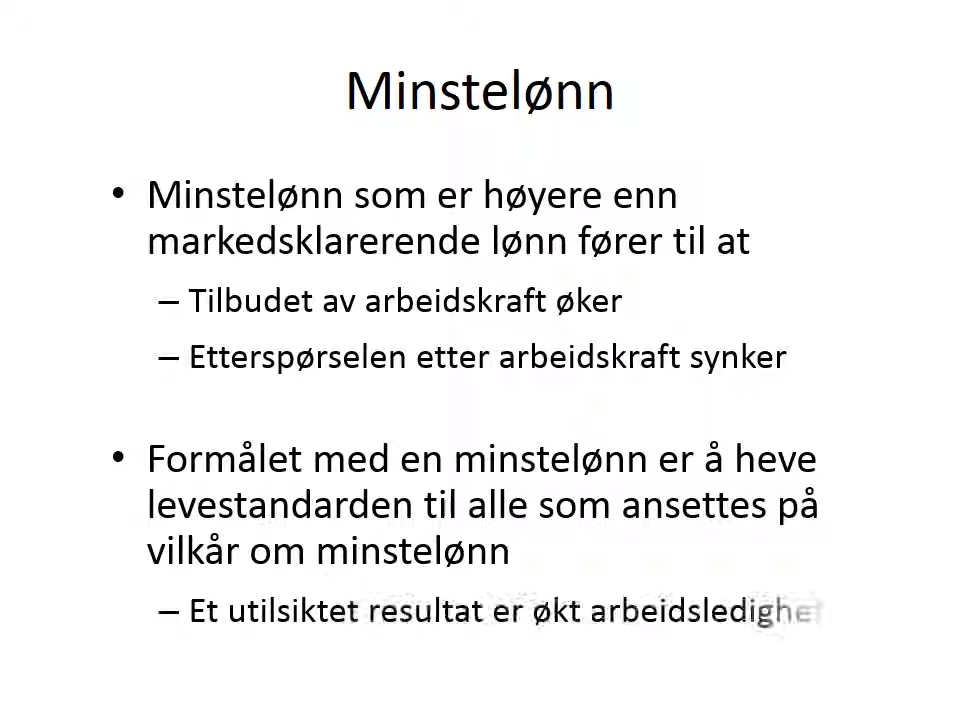 Minstelønn
• Minstelønn som er høyere enn
markedsklarerende lønn fører til at
– Tilbudet av arbeidskraft øker
– Etterspørselen etter arbeidskraft synker
• Formålet med en minstelønn er å heve
levestandarden til alle som ansettes på
vilkår om minstelønn
– Et utilsiktet resultat er økt arbeidsledighet